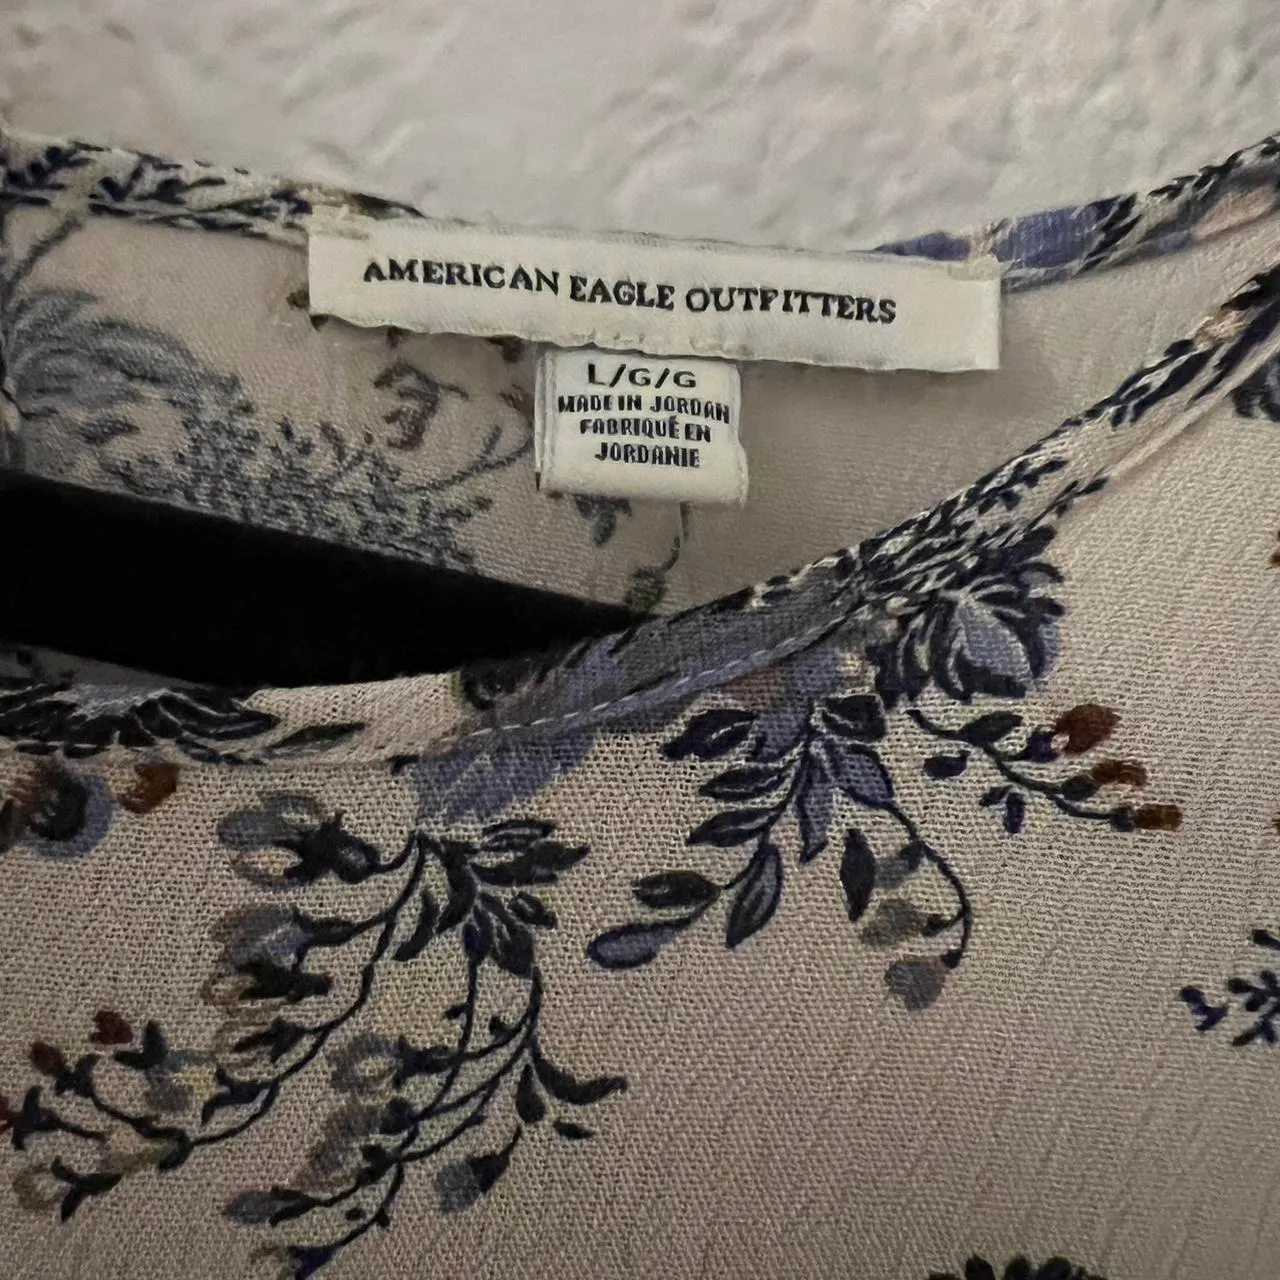 AMERICAN EAGLE OUTFITTERS
L/G/G
MADE IN JORDAN
FABRIQUÉ EN
JORDANIE